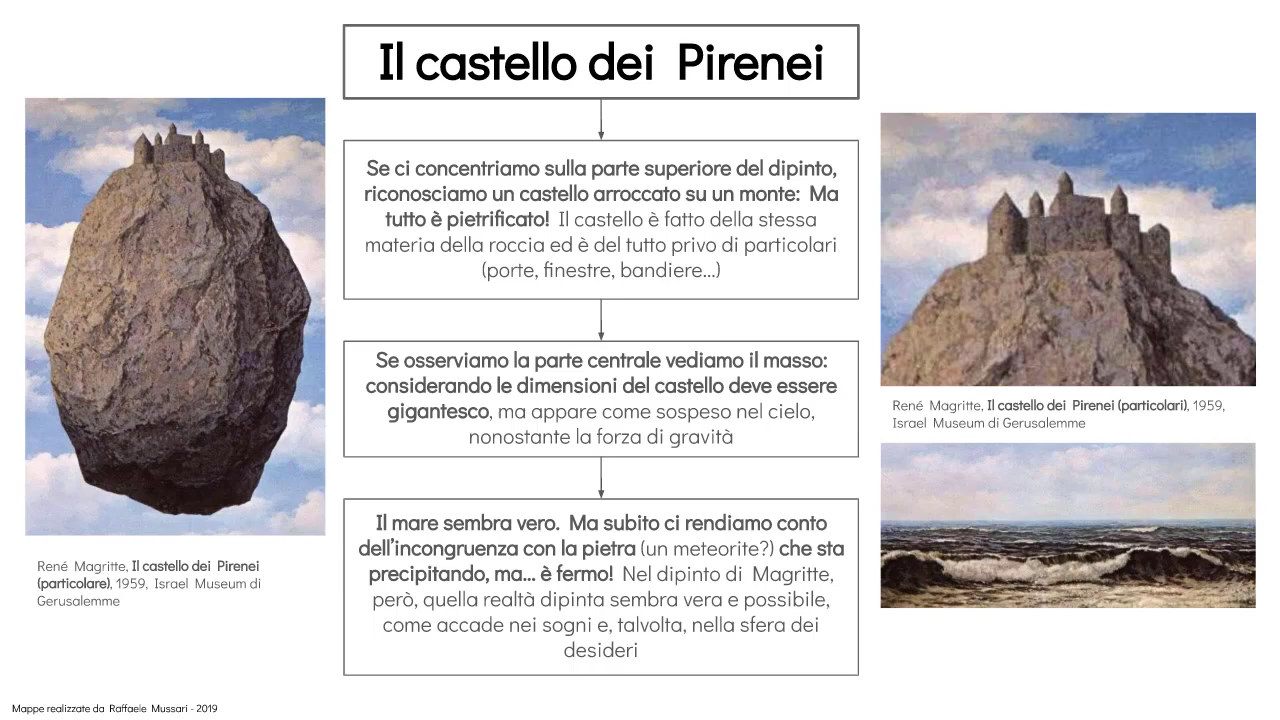 Il castello dei Pirenei
Se ci concentriamo sulla parte superiore del dipinto,
riconosciamo un castello arroccato su un monte: Ma
tutto è pietrificato! Il castello è fatto della stessa
materia della roccia ed è del tutto privo di particolari
(porte, finestre, bandiere...)
Se osserviamo la parte centrale vediamo il masso:
considerando le dimensioni del castello deve essere
gigantesco, ma appare come sospeso nel cielo,
nonostante la forza di gravità
Il mare sembra vero. Ma subito ci rendiamo conto
dell'incongruenza con la pietra (un meteorite?) che sta
precipitando, ma... è fermo! Nel dipinto di Magritte,
però, quella realtà dipinta sembra vera e possibile,
come accade nei sogni e, talvolta, nella sfera dei
desideri
René Magritte, Il castello dei Pirenei
(particolare), 1959, Israel Museum di
Gerusalemme
René Magritte, Il castello dei Pirenei (particolari), 1959,
Israel Museum di Gerusalemme
Mappe realizzate da Raffaele Mussari - 2019